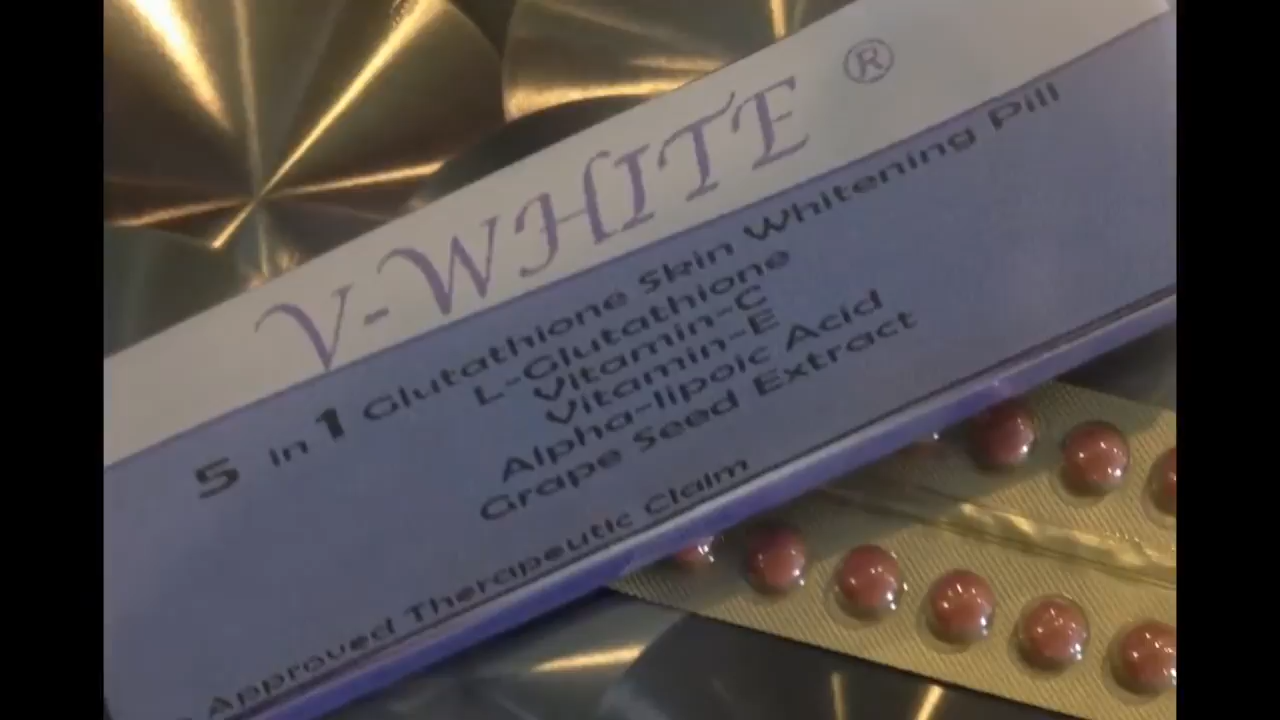 V-WHITE ®
5 in 1 Glutathione Skin Whitening Pill
L-Glutathione
Vitamin-C
Vitamin-E
Alpha-lipoic Acid
Grape Seed Extract
Approved Therapeutic Claim